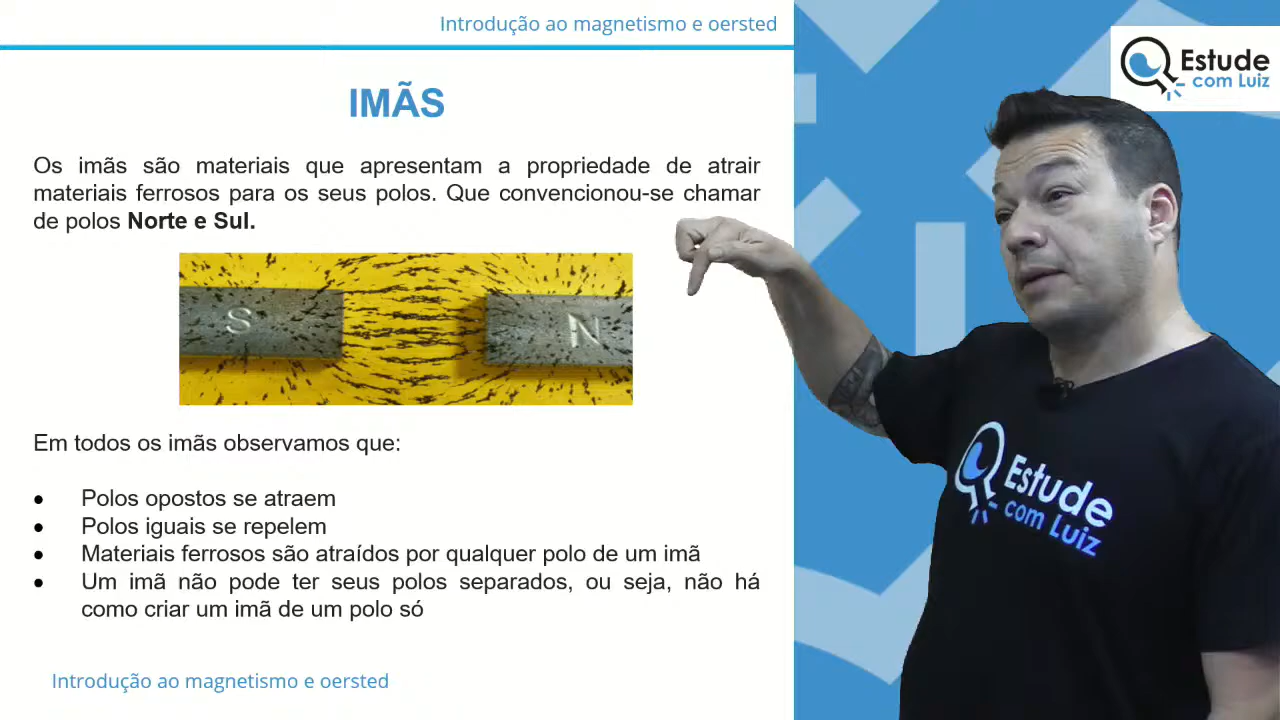 Introdução ao magnetismo e oersted
Estude
com Luiz
IMÃS
Os imãs são materiais que apresentam a propriedade de atrair
materiais ferrosos para os seus polos. Que convencionou-se chamar
de polos Norte e Sul.
S
N
Em todos os imãs observamos que:
● Polos opostos se atraem
● Polos iguais se repelem
● Materiais ferrosos são atraídos por qualquer polo de um imã
● Um imã não pode ter seus polos separados, ou seja, não há
como criar um imã de um polo só
Estude
com Luiz
Introdução ao magnetismo e oersted